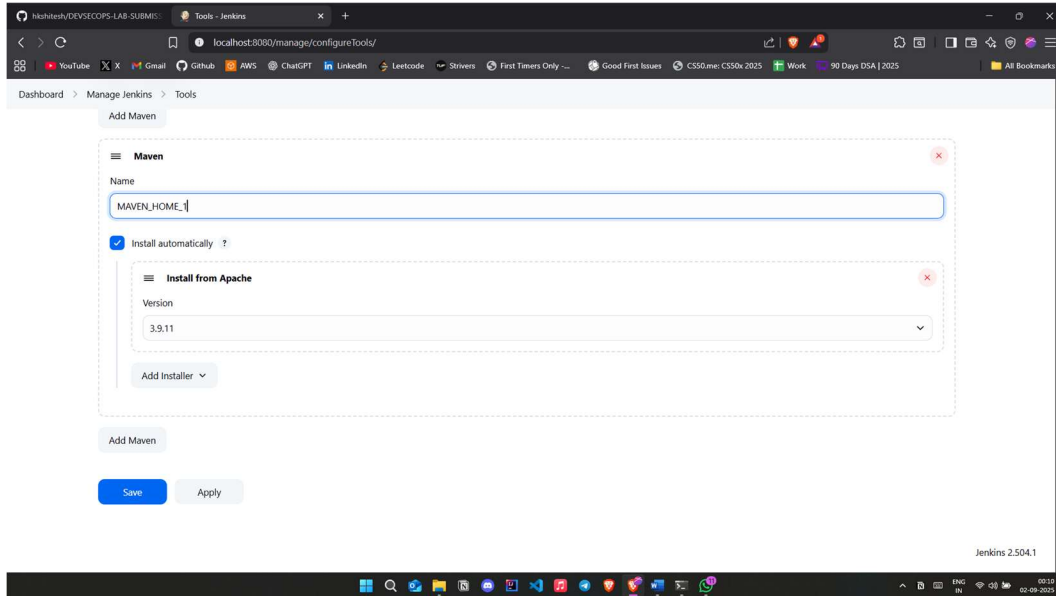 hkshitesh/DEVSECOPS-LAB-SUBMISS
Tools - Jenkins
localhost:8080/manage/configureTools/
YouTube X Gmail Github AWS ChatGPT LinkedIn Leetcode Strivers First Timers Only -... Good First Issues CS50.me: CS50x 2025 Work 90 Days DSA | 2025 All Bookmarks
Dashboard > Manage Jenkins > Tools
Add Maven
Maven
Name
MAVEN_HOME_1
Install automatically ?
Install from Apache
Version
3.9.11
Add Installer
Add Maven
Save Apply
Jenkins 2.504.1
ENG 00:10
IN 02-09-2025